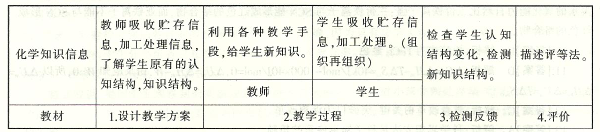 化学知识信息
教师吸收贮存信
息,加工处理信息,
了解学生原有的认
知结构,知识结构。
利用各种教学手
段,给学生新知识。
教师
学生吸收贮存信
息,加工处理。(组
织再组织)
学生
检查学生认知
结构变化,检测
新知识结构。
描述评等法。
教材
1.设计教学方案
2.教学过程
3.检测反馈
4.评价